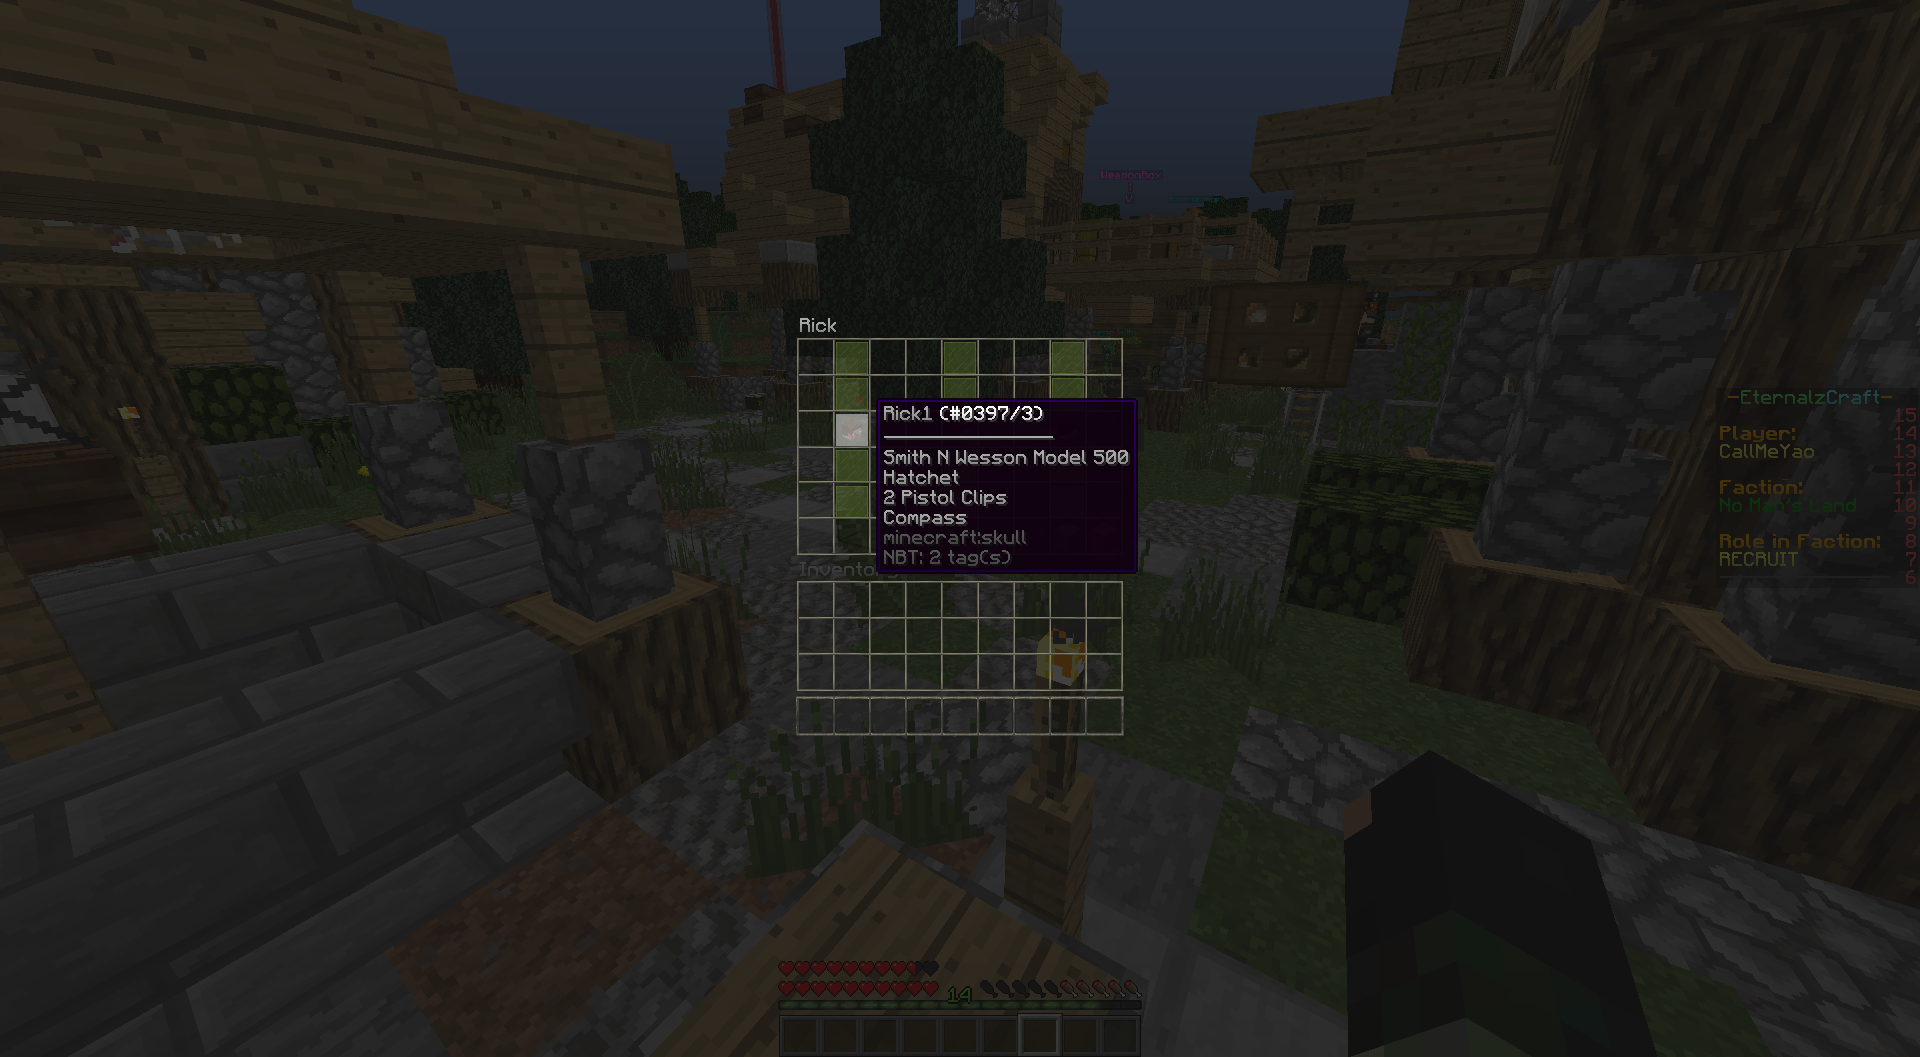 WeaponBox
Rick
Rick1 (#0397/3)
Smith N Wesson Model 500
Hatchet
2 Pistol Clips
Compass
minecraft:skull
NBT: 2 tag(s)
Inventory
-EternalzCraft-
15
Player: 14
CallMeYao 13
12
Faction: 11
No Man's Land 10
9
Role in Faction: 8
RECRUIT 7
6
14